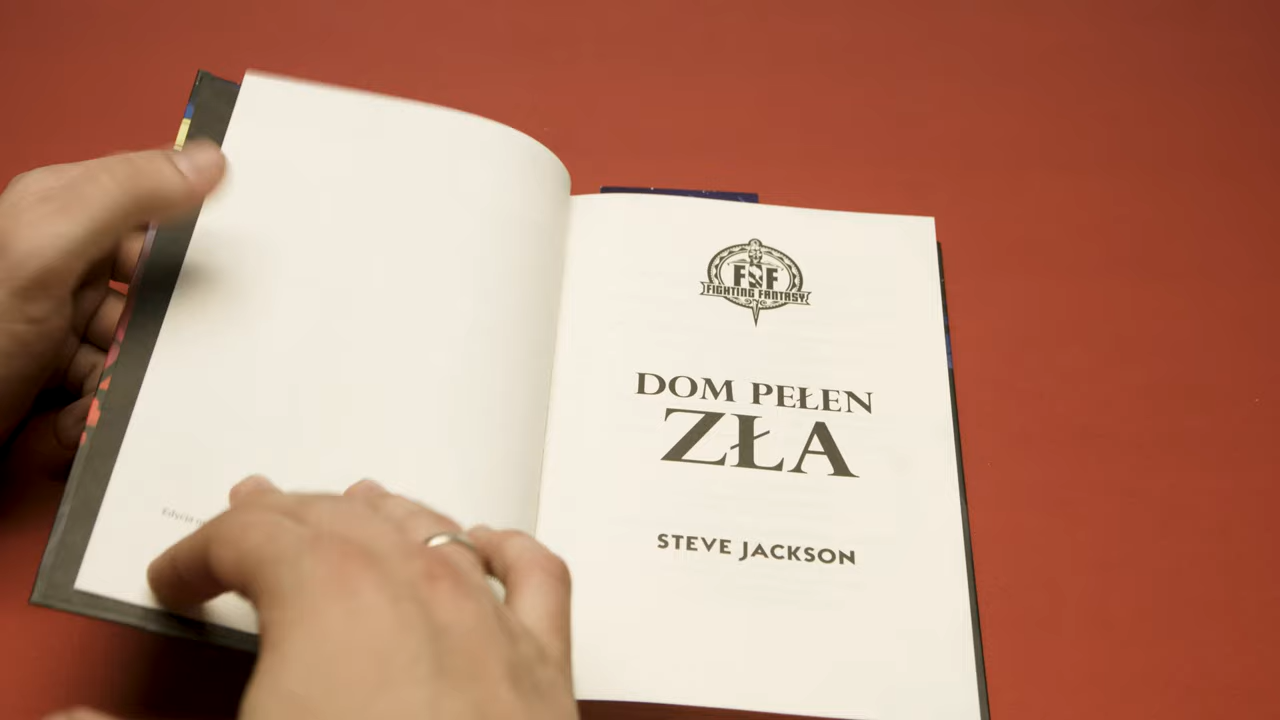 FF
FIGHTING FANTASY
DOM PEŁEN
ZŁA
STEVE JACKSON